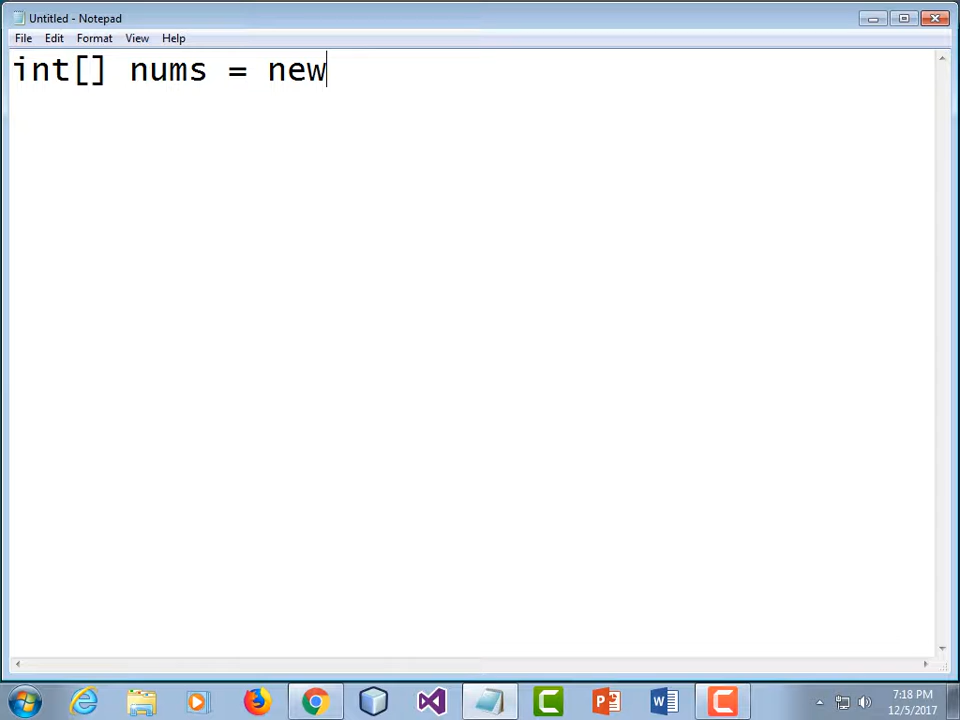 Untitled - Notepad
File Edit Format View Help
int[] nums = new
7:18 PM
12/5/2017